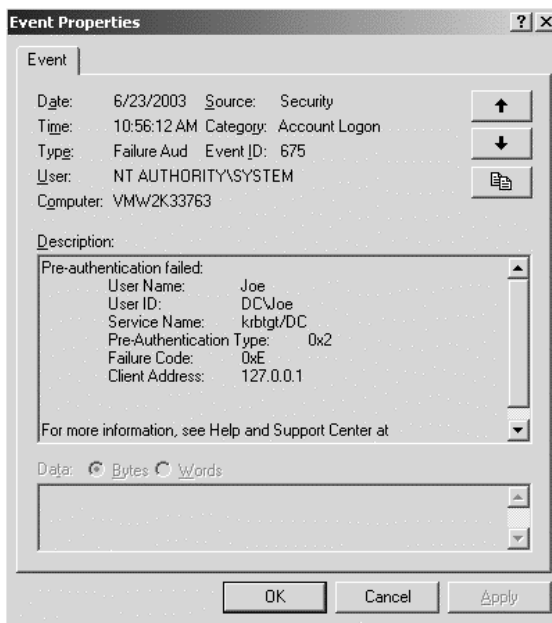 Event Properties
Event
Date: 6/23/2003 Source: Security
Time: 10:56:12 AM Category: Account Logon
Type: Failure Aud Event ID: 675
User: NT AUTHORITY\SYSTEM
Computer: VMW2K33763
Description:
Pre-authentication failed:
User Name: Joe
User ID: DC\Joe
Service Name: krbtgt/DC
Pre-Authentication Type: 0x2
Failure Code: 0xE
Client Address: 127.0.0.1
For more information, see Help and Support Center at
Data: Bytes Words
OK Cancel Apply